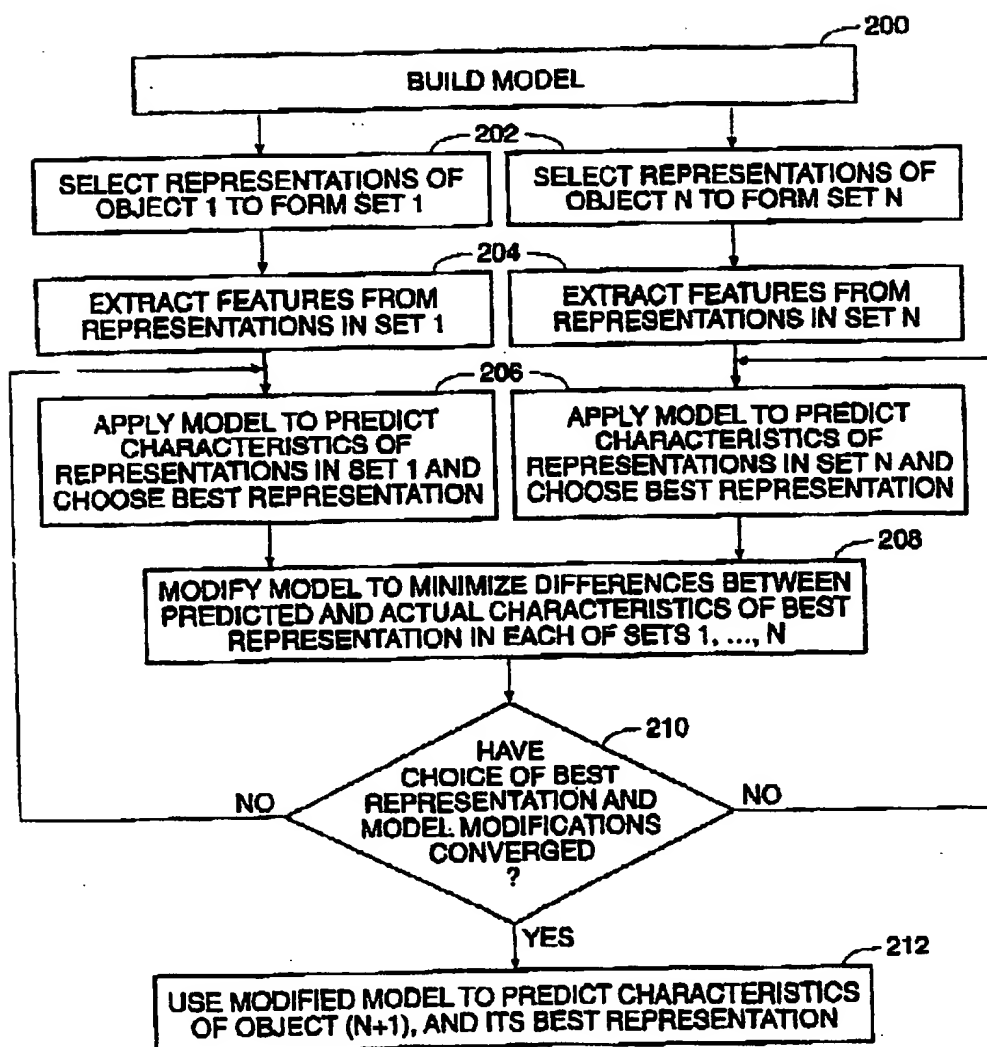 200
BUILD MODEL
202
SELECT REPRESENTATIONS OF
OBJECT 1 TO FORM SET 1
SELECT REPRESENTATIONS OF
OBJECT N TO FORM SET N
204
EXTRACT FEATURES FROM
REPRESENTATIONS IN SET 1
EXTRACT FEATURES FROM
REPRESENTATIONS IN SET N
206
APPLY MODEL TO PREDICT
CHARACTERISTICS OF
REPRESENTATIONS IN SET 1 AND
CHOOSE BEST REPRESENTATION
APPLY MODEL TO PREDICT
CHARACTERISTICS OF
REPRESENTATIONS IN SET N AND
CHOOSE BEST REPRESENTATION
208
MODIFY MODEL TO MINIMIZE DIFFERENCES BETWEEN
PREDICTED AND ACTUAL CHARACTERISTICS OF BEST
REPRESENTATION IN EACH OF SETS 1, ..., N
210
HAVE
CHOICE OF BEST
REPRESENTATION AND
MODEL MODIFICATIONS
CONVERGED
?
NO
NO
YES
212
USE MODIFIED MODEL TO PREDICT CHARACTERISTICS
OF OBJECT (N+1), AND ITS BEST REPRESENTATION